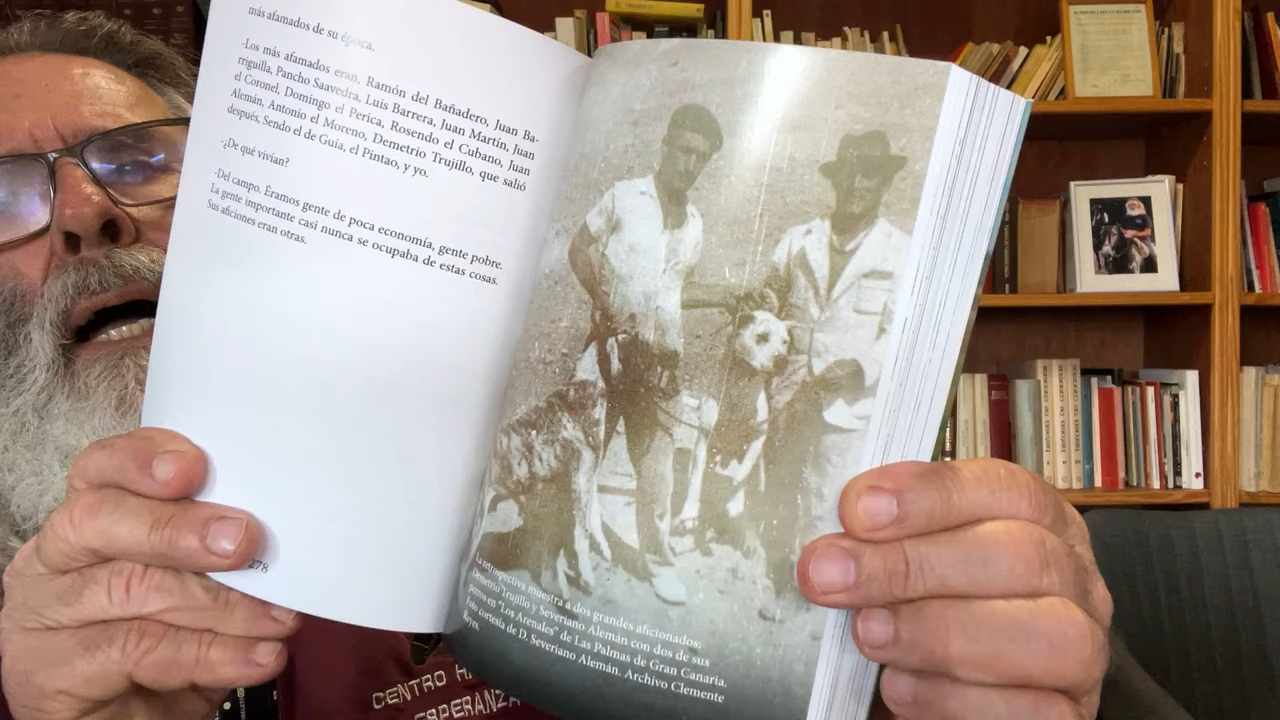 más afamados de su época.
-Los más afamados eran, Ramón del Bañadero, Juan Ba-
rriguilla, Pancho Saavedra, Luis Barrera, Juan Martín, Juan
el Coronel, Domingo el Perica, Rosendo el Cubano, Juan
Alemán, Antonio el Moreno, Demetrio Trujillo, que salió
después, Sendo el de Guía, el Pintao, y yo.
-¿De qué vivían?
-Del campo. Éramos gente de poca economía, gente pobre.
La gente importante casi nunca se ocupaba de estas cosas.
Sus aficiones eran otras.
278
La retrospectiva muestra a dos grandes aficionados;
Demetrio Trujillo y Severiano Alemán con dos de sus
perros en "Los Arenales" de Las Palmas de Gran Canaria.
Foto cortesía de D. Severiano Alemán. Archivo Clemente
Reyes.
CENTRO
ESPERANZA